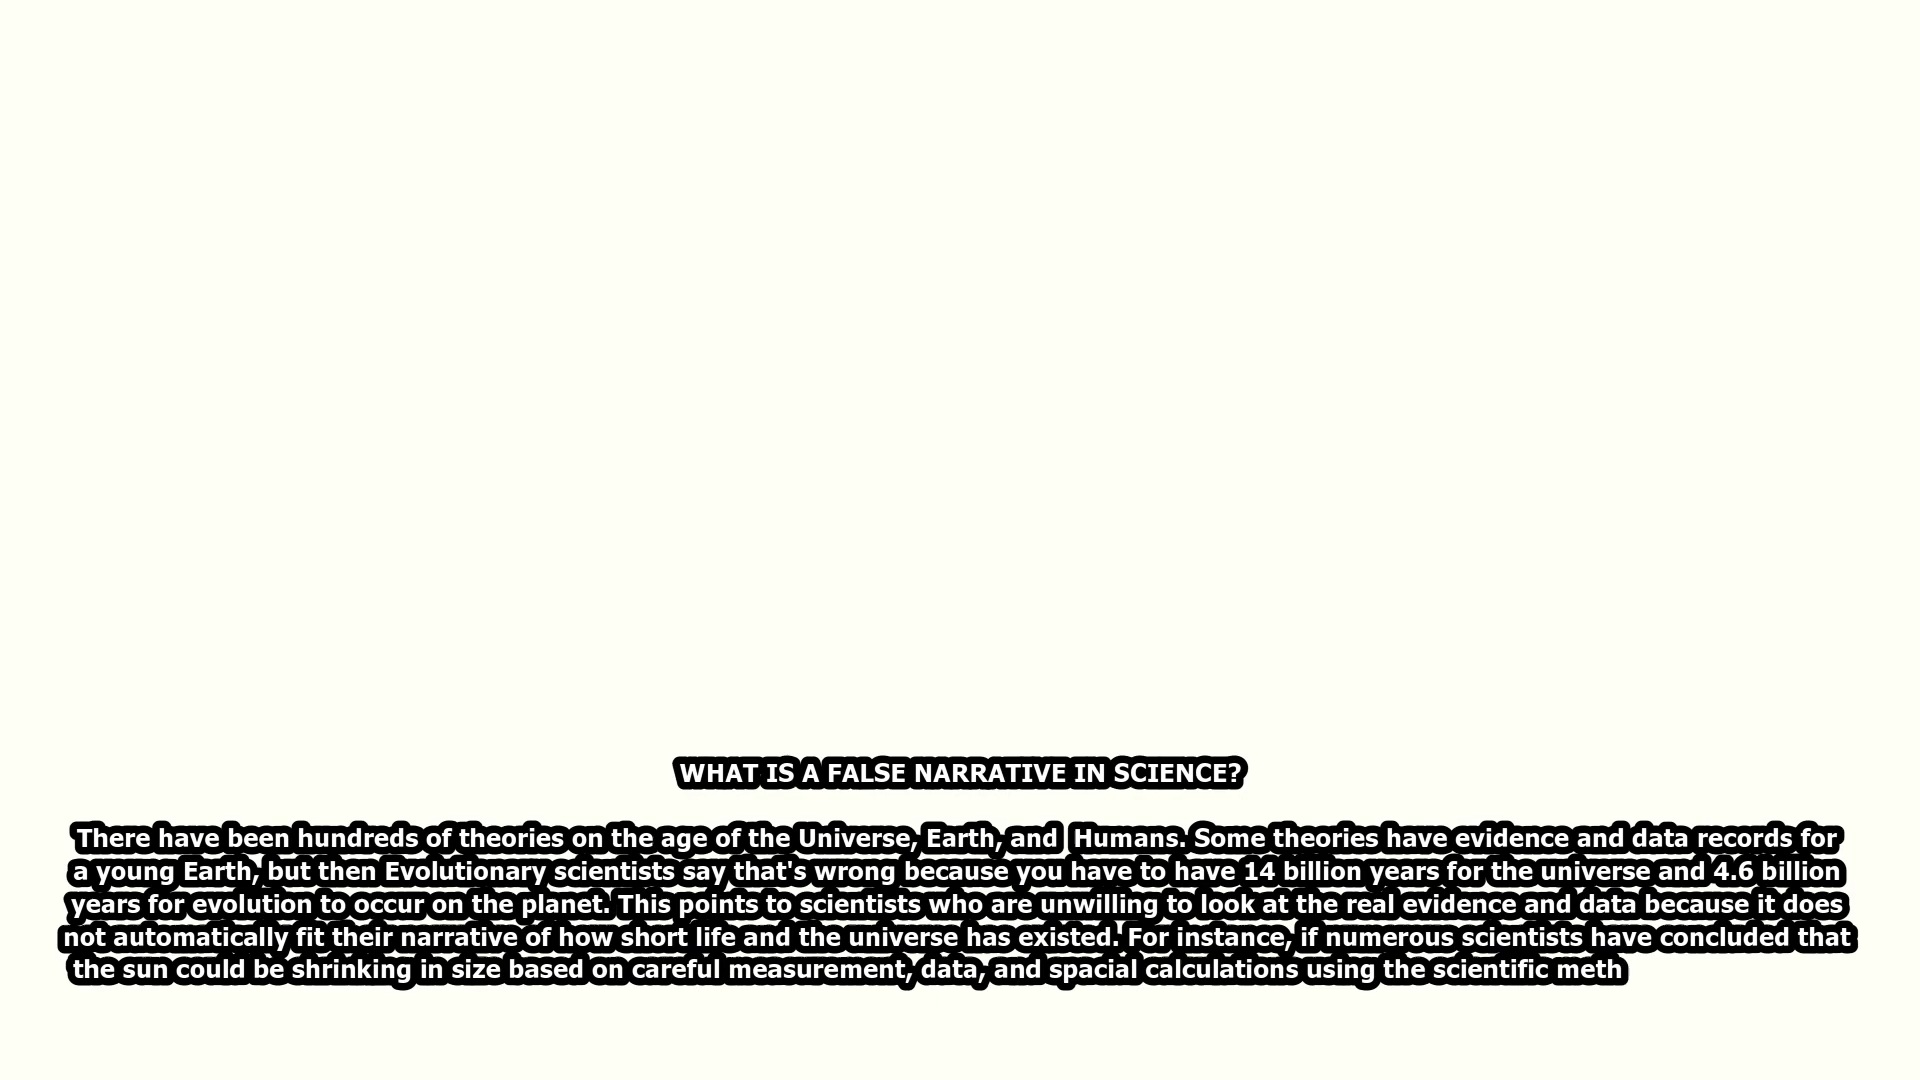 WHAT IS A FALSE NARRATIVE IN SCIENCE?
There have been hundreds of theories on the age of the Universe, Earth, and  Humans. Some theories have evidence and data records for
a young Earth, but then Evolutionary scientists say that's wrong because you have to have 14 billion years for the universe and 4.6 billion
years for evolution to occur on the planet. This points to scientists who are unwilling to look at the real evidence and data because it does
not automatically fit their narrative of how short life and the universe has existed. For instance, if numerous scientists have concluded that
the sun could be shrinking in size based on careful measurement, data, and spacial calculations using the scientific meth